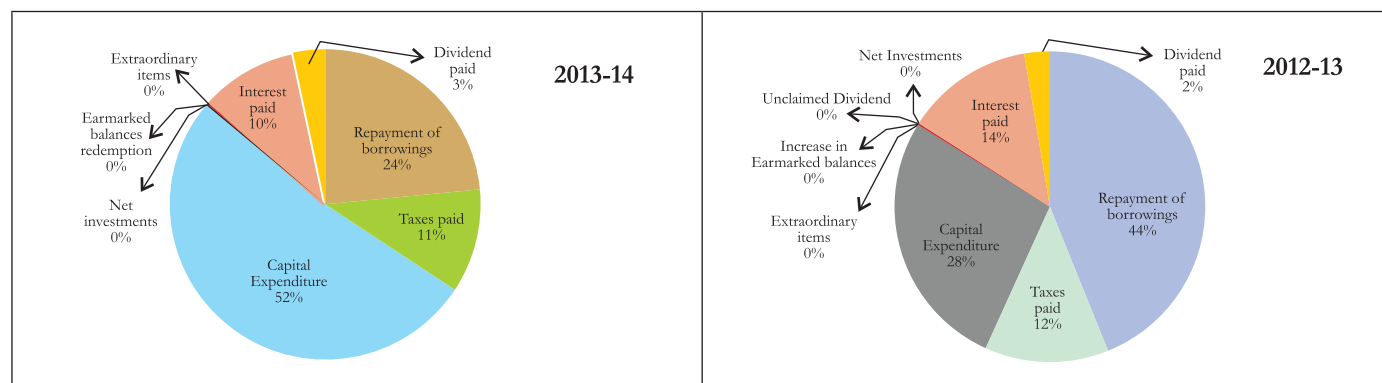 2013-14
Extraordinary
items
0%
Dividend
paid
3%
Interest
paid
10%
Earmarked
balances
redemption
0%
Repayment of
borrowings
24%
Net
investments
0%
Taxes paid
11%
Capital
Expenditure
52%
2012-13
Net Investments
0%
Dividend
paid
2%
Unclaimed Dividend
0%
Interest
paid
14%
Increase in
Earmarked balances
0%
Repayment of
borrowings
44%
Extraordinary
items
0%
Capital
Expenditure
28%
Taxes
paid
12%